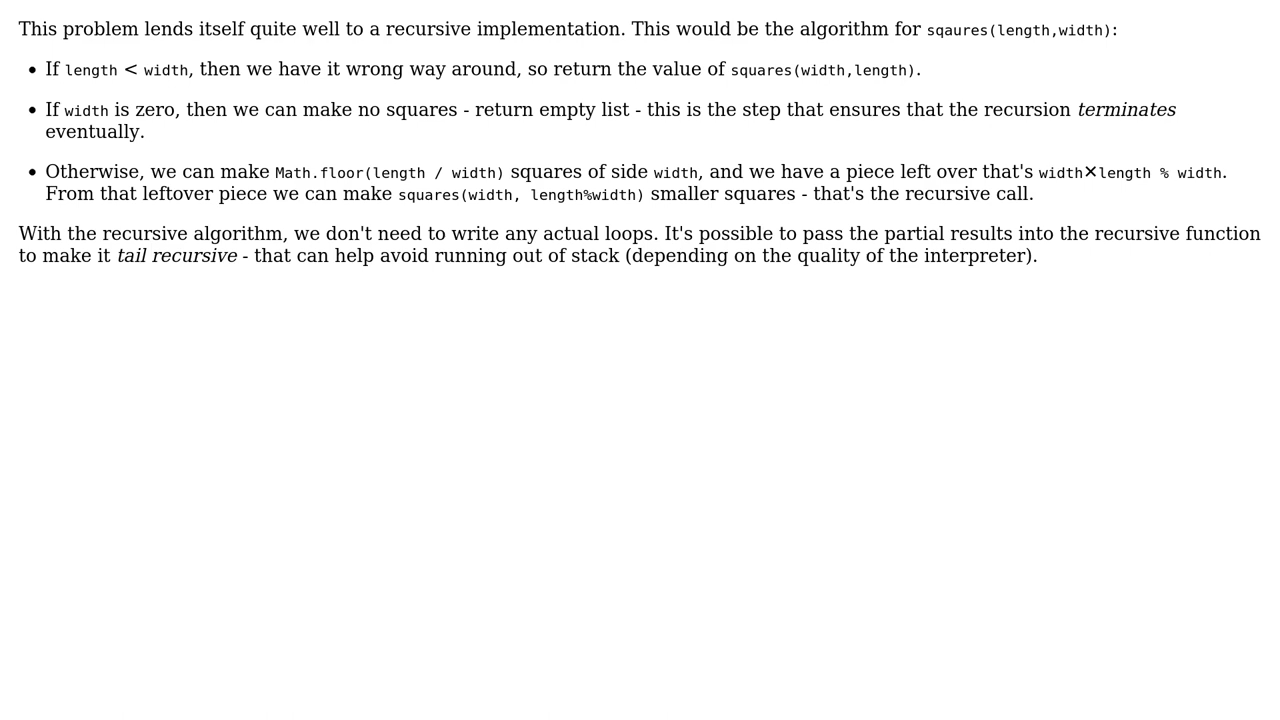 This problem lends itself quite well to a recursive implementation. This would be the algorithm for sqaures(length,width):
• If length < width, then we have it wrong way around, so return the value of squares(width,length).
• If width is zero, then we can make no squares - return empty list - this is the step that ensures that the recursion terminates
eventually.
• Otherwise, we can make Math.floor(length / width) squares of side width, and we have a piece left over that's width×length % width.
From that leftover piece we can make squares(width, length%width) smaller squares - that's the recursive call.
With the recursive algorithm, we don't need to write any actual loops. It's possible to pass the partial results into the recursive function
to make it tail recursive - that can help avoid running out of stack (depending on the quality of the interpreter).